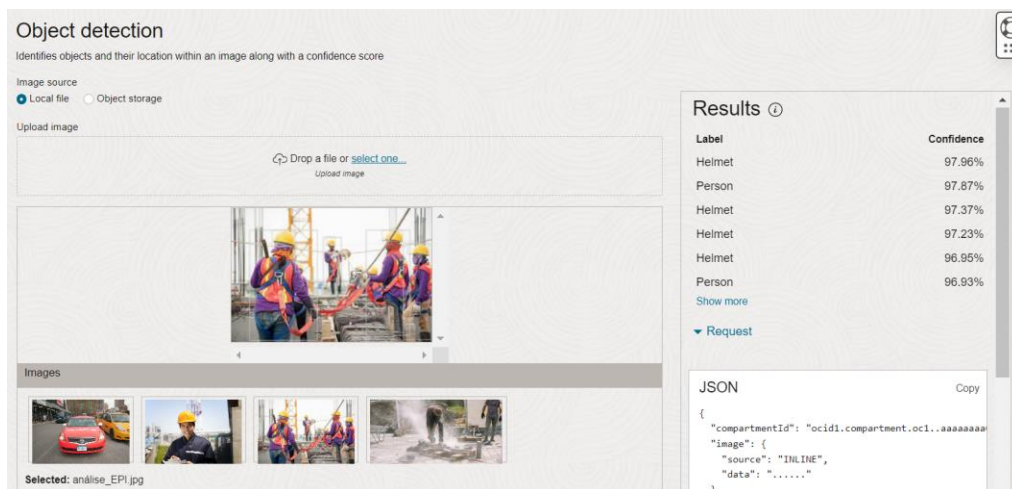 Object detection
Identifies objects and their location within an image along with a confidence score
Image source
Local file Object storage
Upload image
Drop a file or select one...
Upload image
Images
Selected: análise_EPI.jpg
Results
Label Confidence
Helmet 97.96%
Person 97.87%
Helmet 97.37%
Helmet 97.23%
Helmet 96.95%
Person 96.93%
Show more
Request
JSON Copy
{
"compartmentId": "ocid1.compartment.oc1..aaaaaaaa
"image": {
"source": "INLINE",
"data": "......"
}